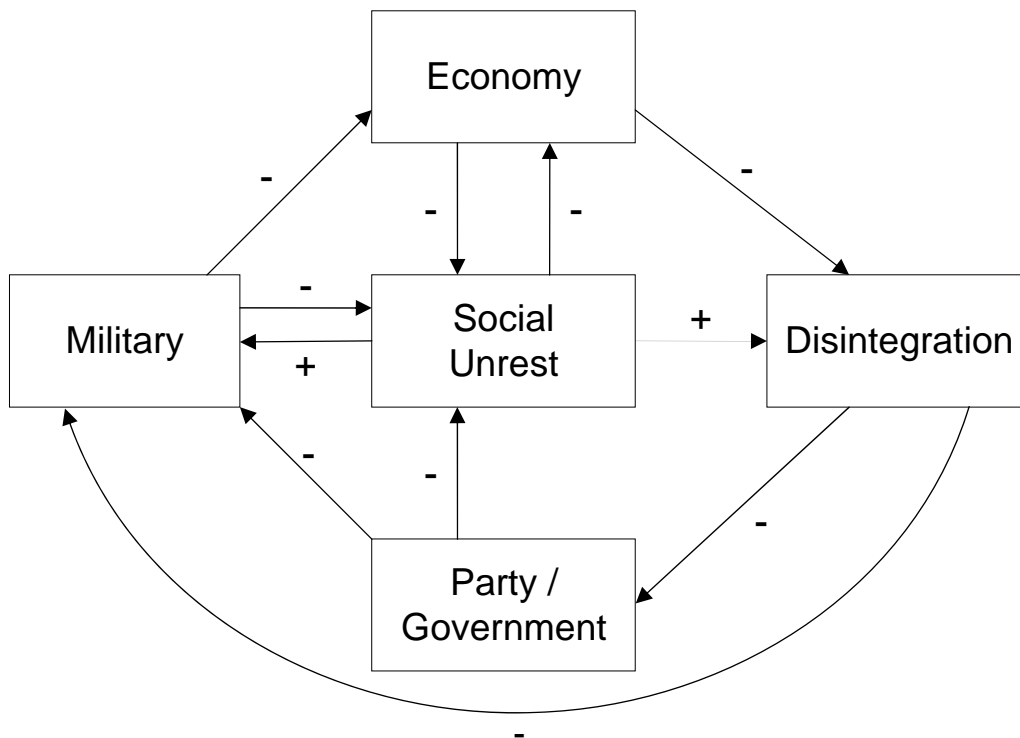 Economy
-
-
-
-
-
Military
+
Social
Unrest
+
Disintegration
-
-
-
Party /
Government
-